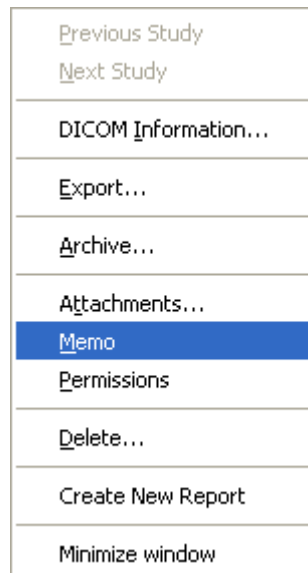 Previous Study
Next Study
DICOM Information...
Export...
Archive...
Attachments...
Memo
Permissions
Delete...
Create New Report
Minimize window